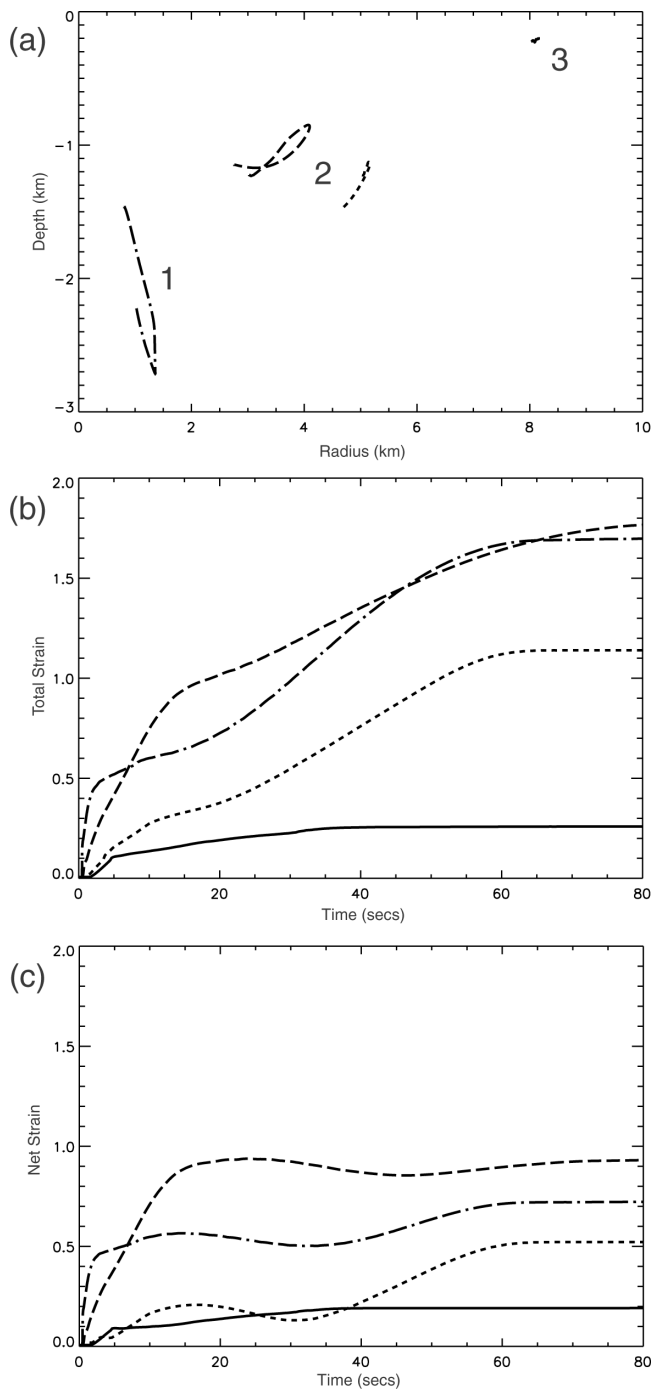 (a)
0
3
-1
2
Depth (km)
1
-2
-3
0 2 4 6 8 10
Radius (km)
(b)
2.0
1.5
Total Strain
1.0
0.5
0.0
0 20 40 60 80
Time (secs)
(c)
2.0
1.5
Net Strain
1.0
0.5
0.0
0 20 40 60 80
Time (secs)